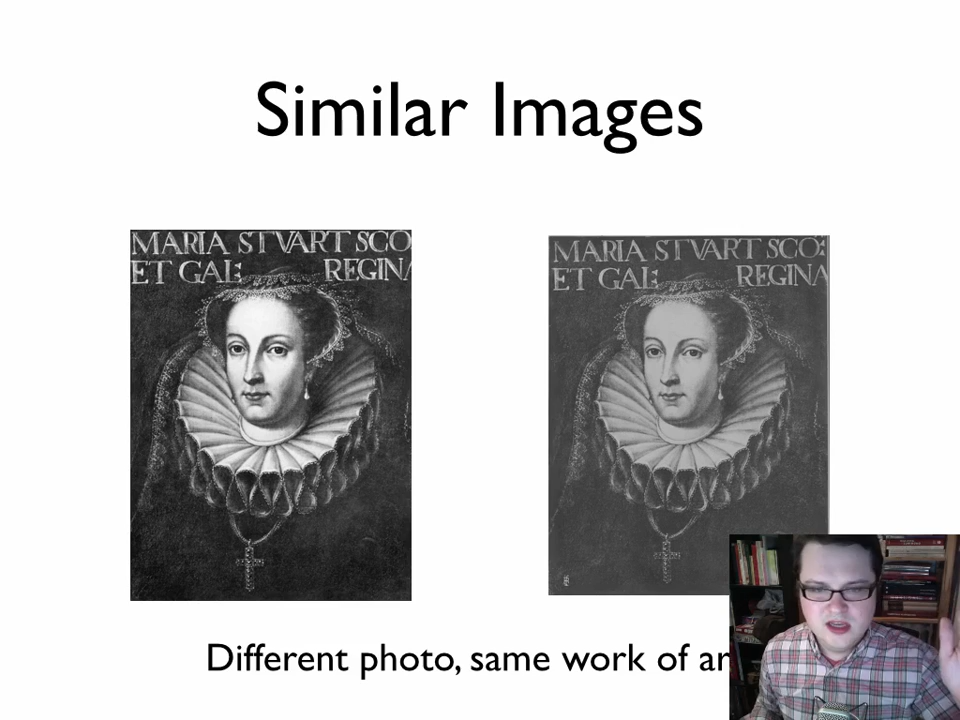 Similar Images
MARIA STVART SCO
ET GAL: REGINA
MARIA STVART SCO:
ET GAL: REGINA
Different photo, same work of ar